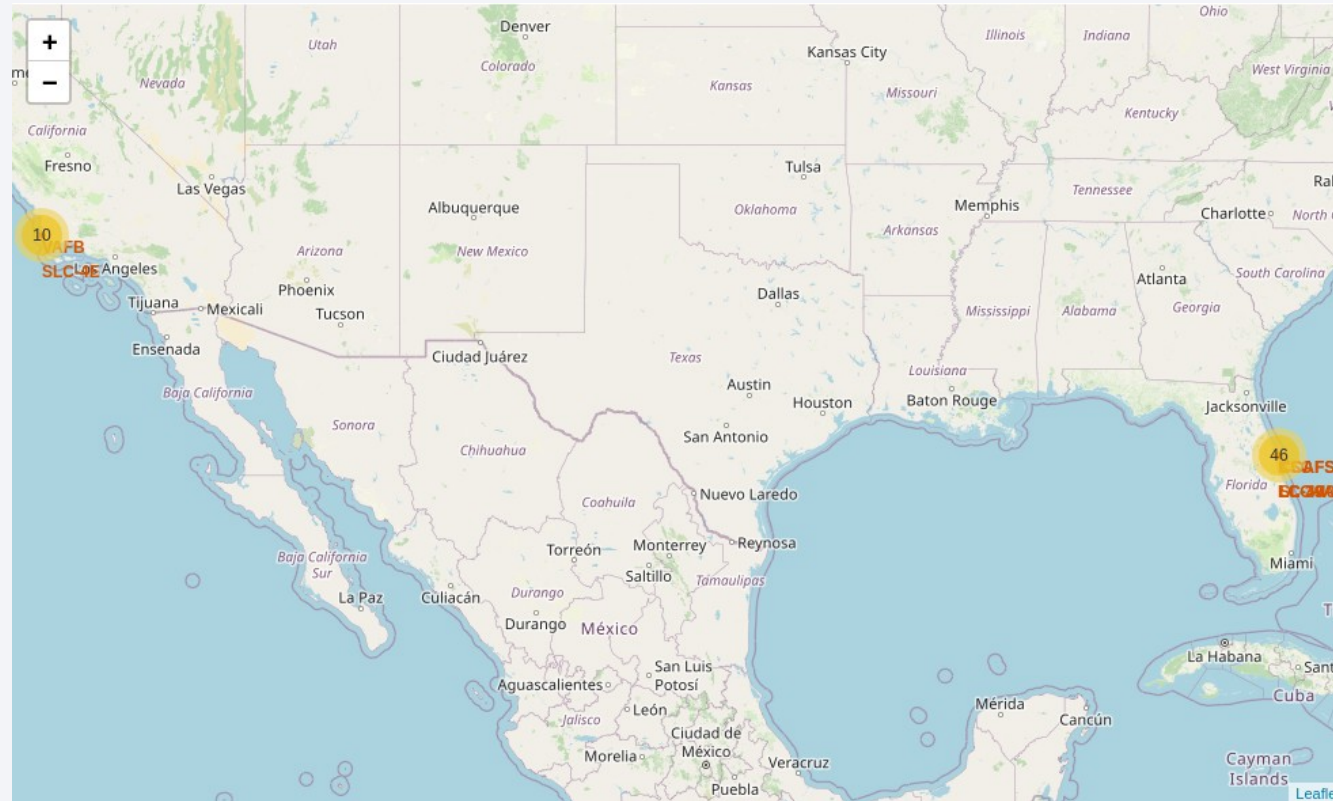 +
−
Denver
Ohio
Illinois
Indiana
Utah
Kansas City
Colorado
Nevada
Kansas
Missouri
West Virginia
Kentucky
California
Fresno
Tulsa
Las Vegas
Tennessee
Albuquerque
Oklahoma
Memphis
Charlotte
North
10
VAFB
SLC-4E
Los Angeles
Arizona
New Mexico
Arkansas
South Carolina
Atlanta
Phoenix
Dallas
Tijuana
Mexicali
Tucson
Mississippi
Alabama
Georgia
Ensenada
Ciudad Juárez
Texas
Louisiana
Baja California
Austin
Houston
Baton Rouge
Jacksonville
Sonora
San Antonio
Chihuahua
46
Florida
Coahuila
Nuevo Laredo
Torreón
Monterrey
Reynosa
Baja California
Sur
Saltillo
Tamaulipas
Miami
La Paz
Culiacán
Durango
Durango
México
La Habana
San Luis
Potosí
Aguascalientes
Cuba
León
Mérida
Cancún
Jalisco
Ciudad de
México
Morelia
Veracruz
Cayman
Islands
Puebla